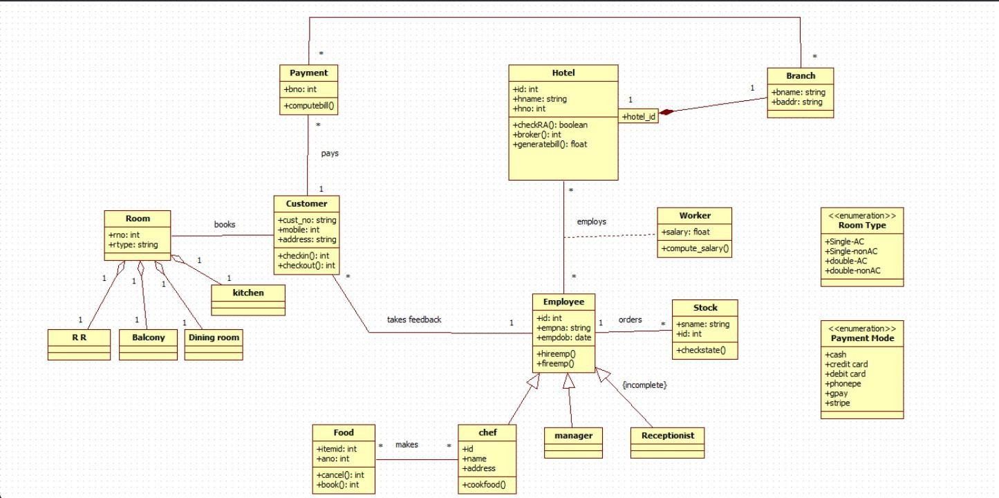 *
*
Payment
+bno: int
+computebill()
*
pays
1
Hotel
+id: int
+hname: string
+hno: int
+checkRA(): boolean
+broker(): int
+generatebill(): float
1
+hotel_id
1
Branch
+bname: string
+baddr: string
*
employs
*
Worker
+salary: float
+compute_salary()
<<enumeration>>
Room Type
+Single-AC
+Single-nonAC
+double-AC
+double-nonAC
Room
+rno: int
+rtype: string
books
Customer
+cust_no: string
+mobile: int
+address: string
+checkin(): int
+checkout(): int
1
1
1
1
1
kitchen
1
1
1
R R
Balcony
Dining room
*
takes feedback
1
Employee
+id: int
+empna: string
+empdob: date
+hireemp()
+fireemp()
1
orders
*
Stock
+sname: string
+id: int
+checkstate()
<<enumeration>>
Payment Mode
+cash
+credit card
+debit card
+phonepe
+gpay
+stripe
{incomplete}
Food
+itemid: int
+ano: int
+cancel(): int
+book(): int
*
makes
*
chef
+id
+name
+address
+cookfood()
manager
Receptionist